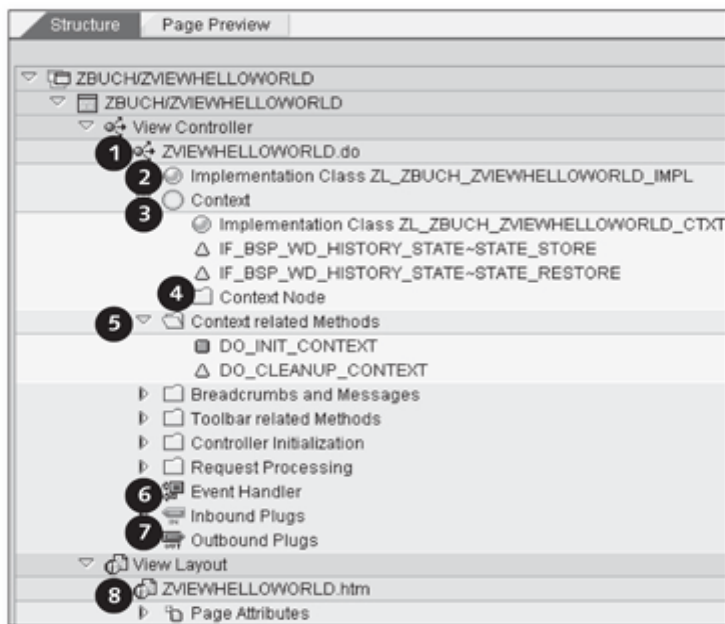 Structure Page Preview
ZBUCH/ZVIEWHELLOWORLD
ZBUCH/ZVIEWHELLOWORLD
View Controller
1 ZVIEWHELLOWORLD.do
2 Implementation Class ZL_ZBUCH_ZVIEWHELLOWORLD_IMPL
3 Context
Implementation Class ZL_ZBUCH_ZVIEWHELLOWORLD_CTXT
IF_BSP_WD_HISTORY_STATE~STATE_STORE
IF_BSP_WD_HISTORY_STATE~STATE_RESTORE
4 Context Node
5 Context related Methods
DO_INIT_CONTEXT
DO_CLEANUP_CONTEXT
Breadcrumbs and Messages
Toolbar related Methods
Controller Initialization
Request Processing
6 Event Handler
Inbound Plugs
7 Outbound Plugs
View Layout
8 ZVIEWHELLOWORLD.htm
Page Attributes